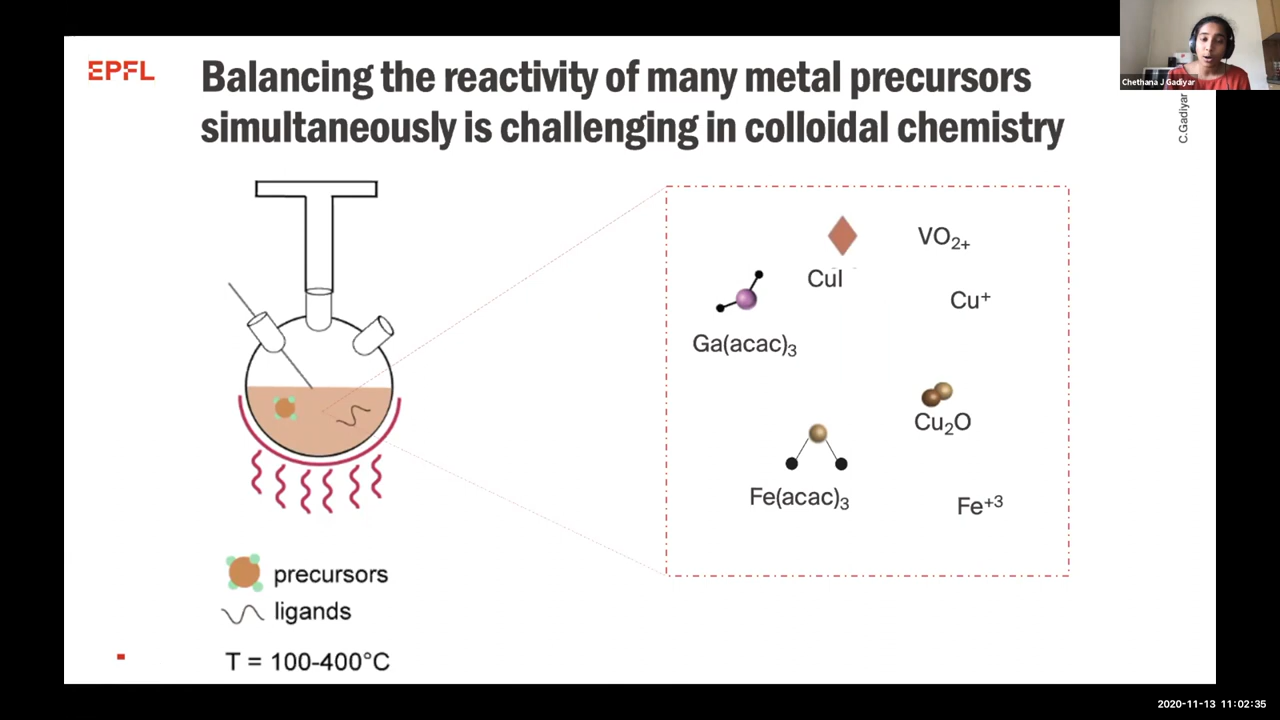 EPFL
Balancing the reactivity of many metal precursors
simultaneously is challenging in colloidal chemistry
Chethana J Gadiyar
C.Gadiyar
VO₂₊
CuI
Cu⁺
Ga(acac)₃
Cu₂O
Fe(acac)₃
Fe⁺³
precursors
ligands
T = 100-400°C
2020-11-13 11:02:35